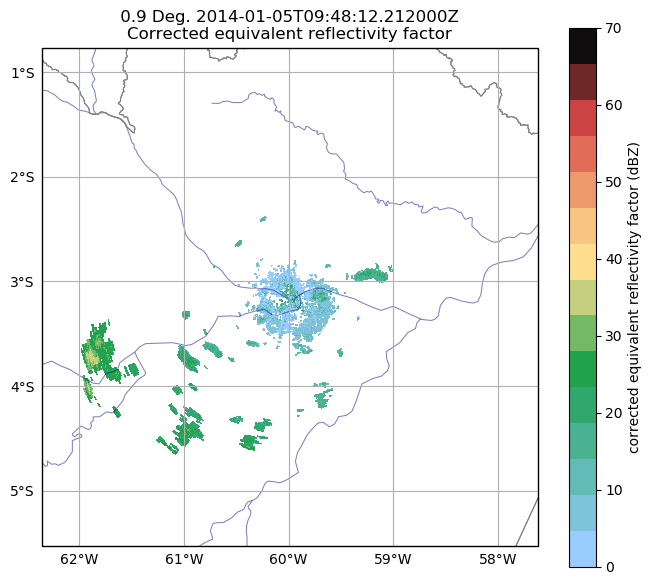 0.9 Deg. 2014-01-05T09:48:12.212000Z
Corrected equivalent reflectivity factor
1°S
2°S
3°S
4°S
5°S
62°W 61°W 60°W 59°W 58°W
70
60
50
40
30
20
10
0
corrected equivalent reflectivity factor (dBZ)